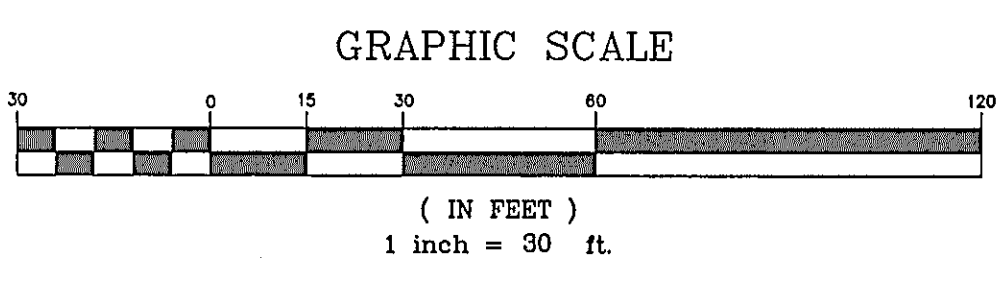 GRAPHIC SCALE
30 0 15 30 60 120
( IN FEET )
1 inch = 30 ft.